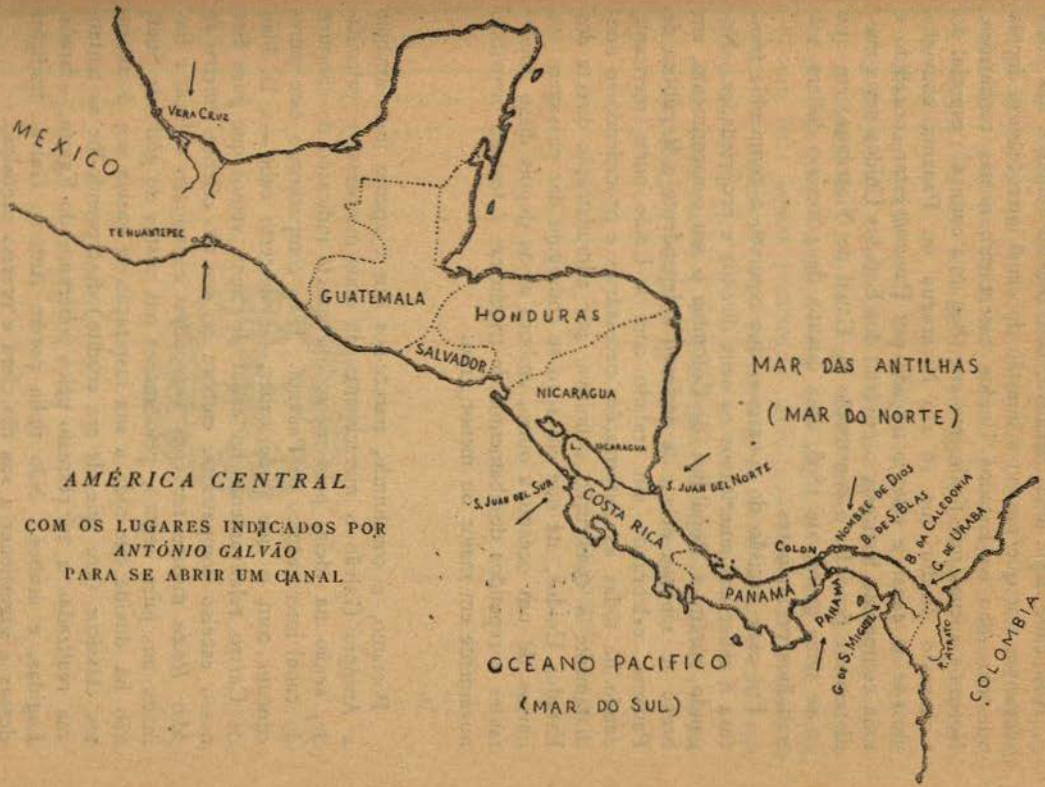 MEXICO
VERA CRUZ
TEHUANTEPEC
GUATEMALA
HONDURAS
SALVADOR
NICARAGUA
L. NICARAGUA
MAR DAS ANTILHAS
(MAR DO NORTE)
S. JUAN DEL SUR
S. JUAN DEL NORTE
COSTA RICA
COLON
NOMBRE DE DIOS
B. DE S. BLAS
B. DA CALEDONIA
G. DE URABA
PANAMÁ
PANAMÁ
G. DE S. MIGUEL
R. ATRATO
COLOMBIA
OCEANO PACIFICO
(MAR DO SUL)
AMÉRICA CENTRAL
COM OS LUGARES INDICADOS POR
ANTÓNIO GALVÃO
PARA SE ABRIR UM CANAL